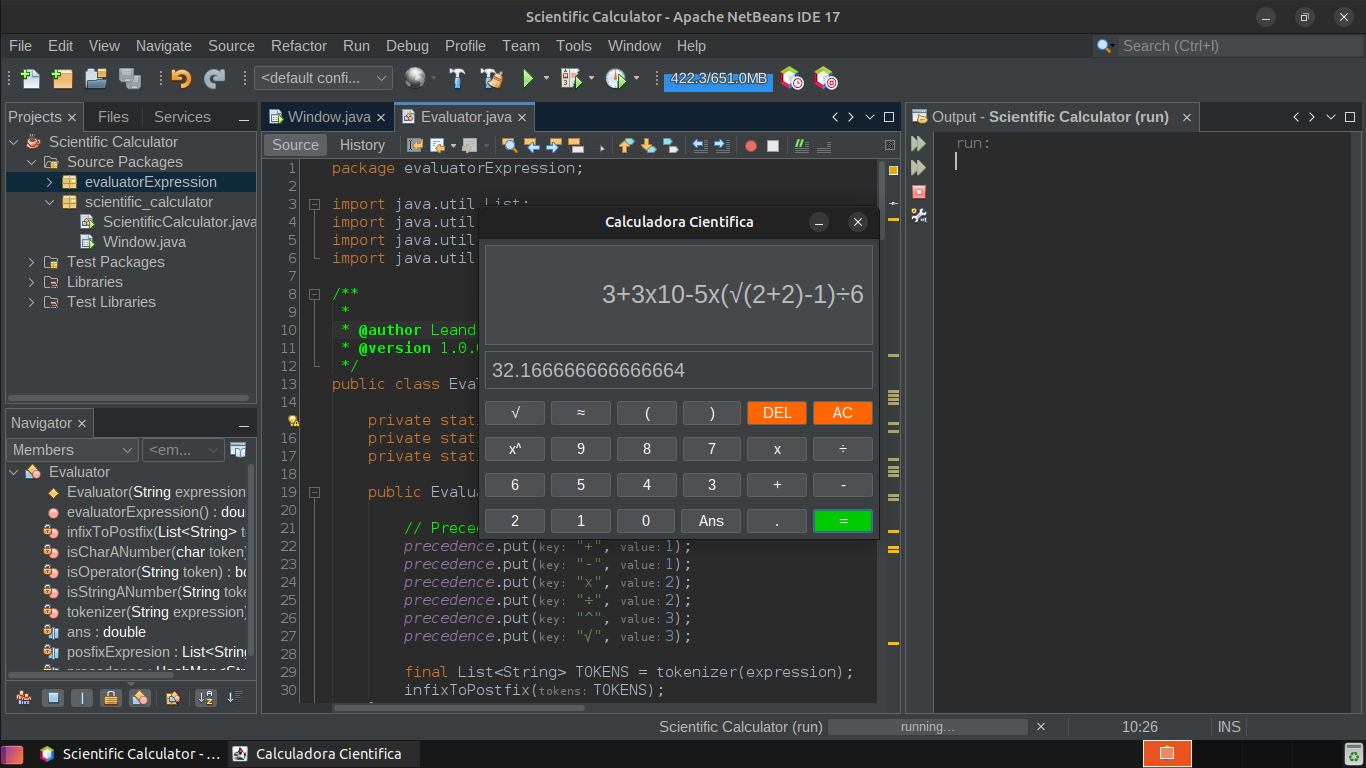 Scientific Calculator - Apache NetBeans IDE 17
File Edit View Navigate Source Refactor Run Debug Profile Team Tools Window Help
Search (Ctrl+I)
<default confi...
422.3/651.0MB
Projects Files Services
Scientific Calculator
Source Packages
evaluatorExpression
scientific_calculator
ScientificCalculator.java
Window.java
Test Packages
Libraries
Test Libraries
Navigator
Members <em...
Evaluator
Evaluator(String expression
evaluatorExpression() : dou
infixToPostfix(List<String> t
isCharANumber(char token)
isOperator(String token) : bo
isStringANumber(String toke
tokenizer(String expression)
ans : double
posfixExpresion : List<String
Window.java Evaluator.java
Source History
1 package evaluatorExpression;
2
3 import java.util.List;
4 import java.util
5 import java.util
6 import java.util
7
8 /**
9 *
10 * @author Leand
11 * @version 1.0.
12 */
13 public class Eva
14
private stat
16 private stat
17 private stat
18
19 public Evalua
20
21 // Prece
22 precedence.put(key: "+", value: 1);
23 precedence.put(key: "-", value: 1);
24 precedence.put(key: "x", value: 2);
25 precedence.put(key: "÷", value: 2);
26 precedence.put(key: "^", value: 3);
27 precedence.put(key: "√", value: 3);
28
29 final List<String> TOKENS = tokenizer(expression);
30 infixToPostfix(tokens: TOKENS);
Calculadora Cientifica
3+3x10-5x(√(2+2)-1)÷6
32.166666666666664
√ ≈ ( ) DEL AC
x^ 9 8 7 x ÷
6 5 4 3 + -
2 1 0 Ans . =
Output - Scientific Calculator (run)
run:
Scientific Calculator (run) running... 10:26 INS
Scientific Calculator - ... Calculadora Cientifica